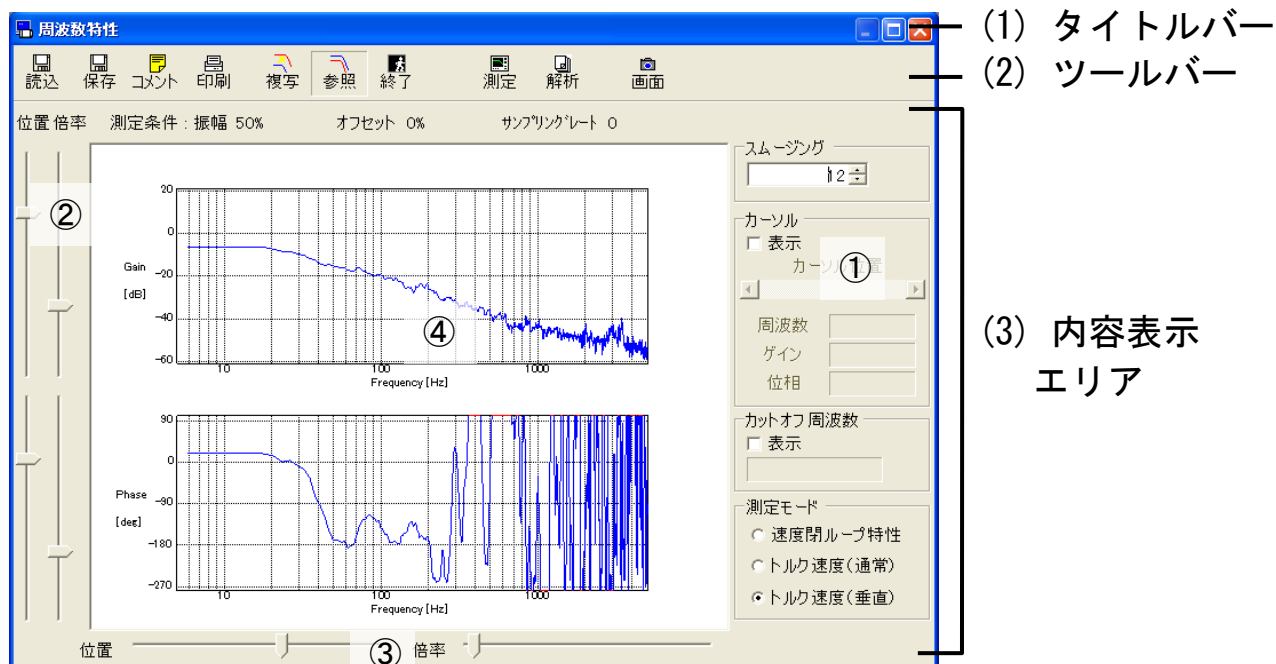 周波数特性
(1) タイトルバー
読込 保存 コメント 印刷 複写 参照 終了 測定 解析 画面
(2) ツールバー
位置 倍率 測定条件 : 振幅 50% オフセット 0% サンプリングレート 0
スムージング
12
②
20
0
Gain -20
[dB]
-40
④
-60
10 100 1000
Frequency [Hz]
カーソル
表示
カーソル位置
①
周波数
ゲイン
位相
(3) 内容表示
エリア
90
0
Phase -90
[deg]
-180
-270
10 100 1000
Frequency [Hz]
カットオフ周波数
表示
測定モード
速度閉ループ特性
トルク速度(通常)
トルク速度(垂直)
位置 ③ 倍率